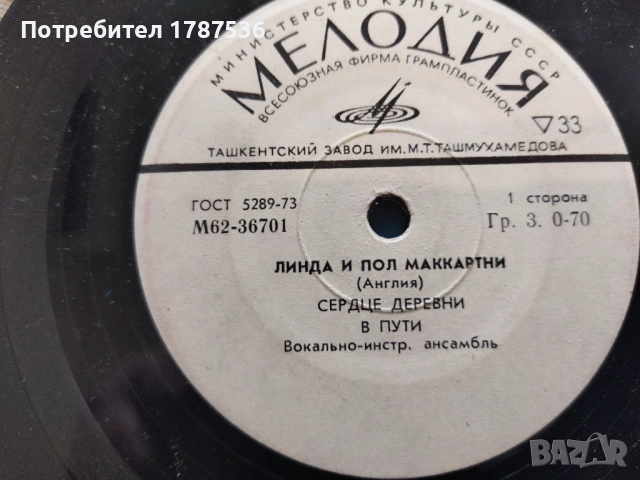 Потребител 1787536
МИНИСТЕРСТВО КУЛЬТУРЫ СССР
МЕЛОДИЯ
ВСЕСОЮЗНАЯ ФИРМА ГРАМПЛАСТИНОК
▽33
ТАШКЕНТСКИЙ ЗАВОД ИМ. М.Т. ТАШМУХАМЕДОВА
ГОСТ 5289-73
1 сторона
М62-36701
Гр. 3. 0-70
ЛИНДА И ПОЛ МАККАРТНИ
(Англия)
СЕРДЦЕ ДЕРЕВНИ
В ПУТИ
Вокально-инстр. ансамбль
BAZAR